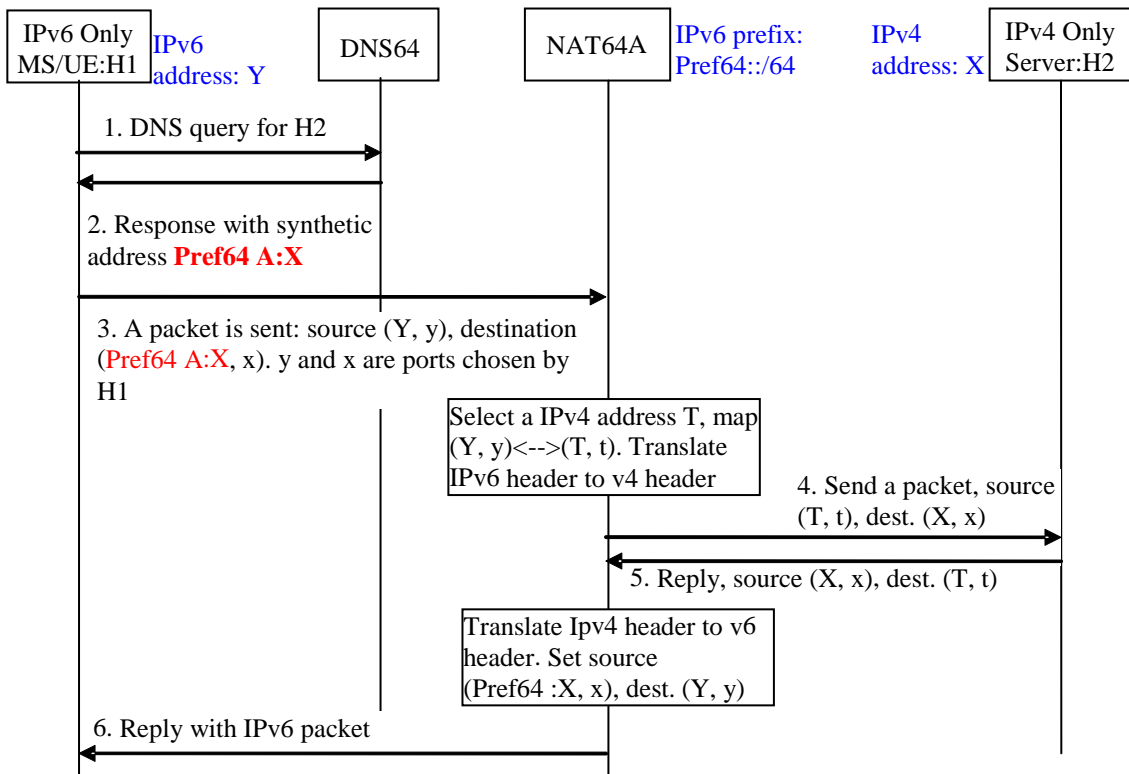 IPv6 Only
MS/UE:H1
IPv6
address: Y
DNS64
NAT64A
IPv6 prefix:
Pref64::/64
IPv4
address: X
IPv4 Only
Server:H2
1. DNS query for H2
2. Response with synthetic
address Pref64 A:X
3. A packet is sent: source (Y, y), destination
(Pref64 A:X, x). y and x are ports chosen by
H1
Select a IPv4 address T, map
(Y, y)<-->(T, t). Translate
IPv6 header to v4 header
4. Send a packet, source
(T, t), dest. (X, x)
5. Reply, source (X, x), dest. (T, t)
Translate Ipv4 header to v6
header. Set source
(Pref64 :X, x), dest. (Y, y)
6. Reply with IPv6 packet